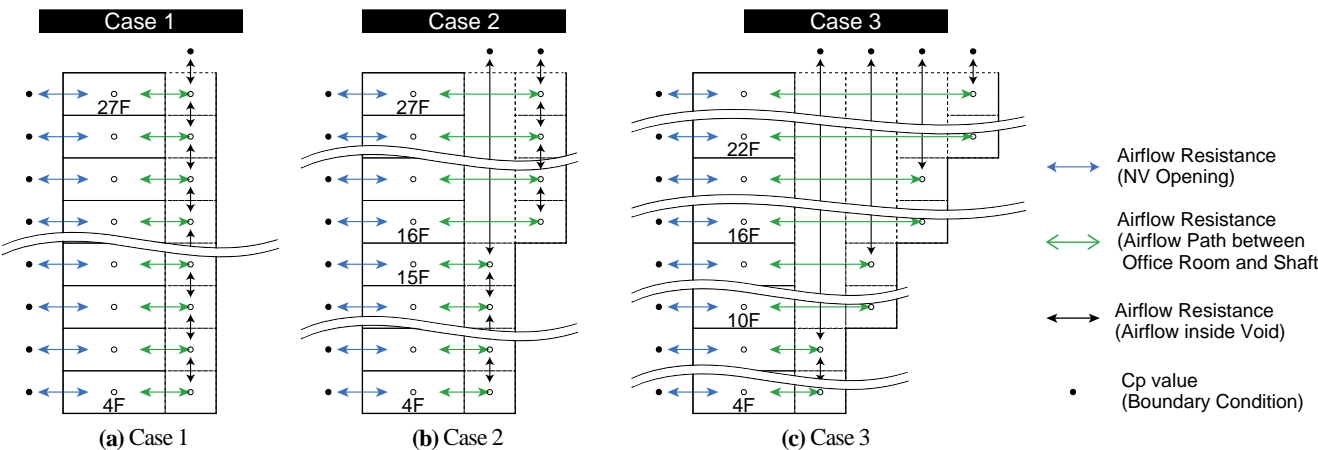 Case 1
Case 2
Case 3
27F
4F
27F
16F
15F
4F
22F
16F
10F
4F
Airflow Resistance
(NV Opening)
Airflow Resistance
(Airflow Path between
Office Room and Shaft
Airflow Resistance
(Airflow inside Void)
Cp value
(Boundary Condition)
(a) Case 1
(b) Case 2
(c) Case 3